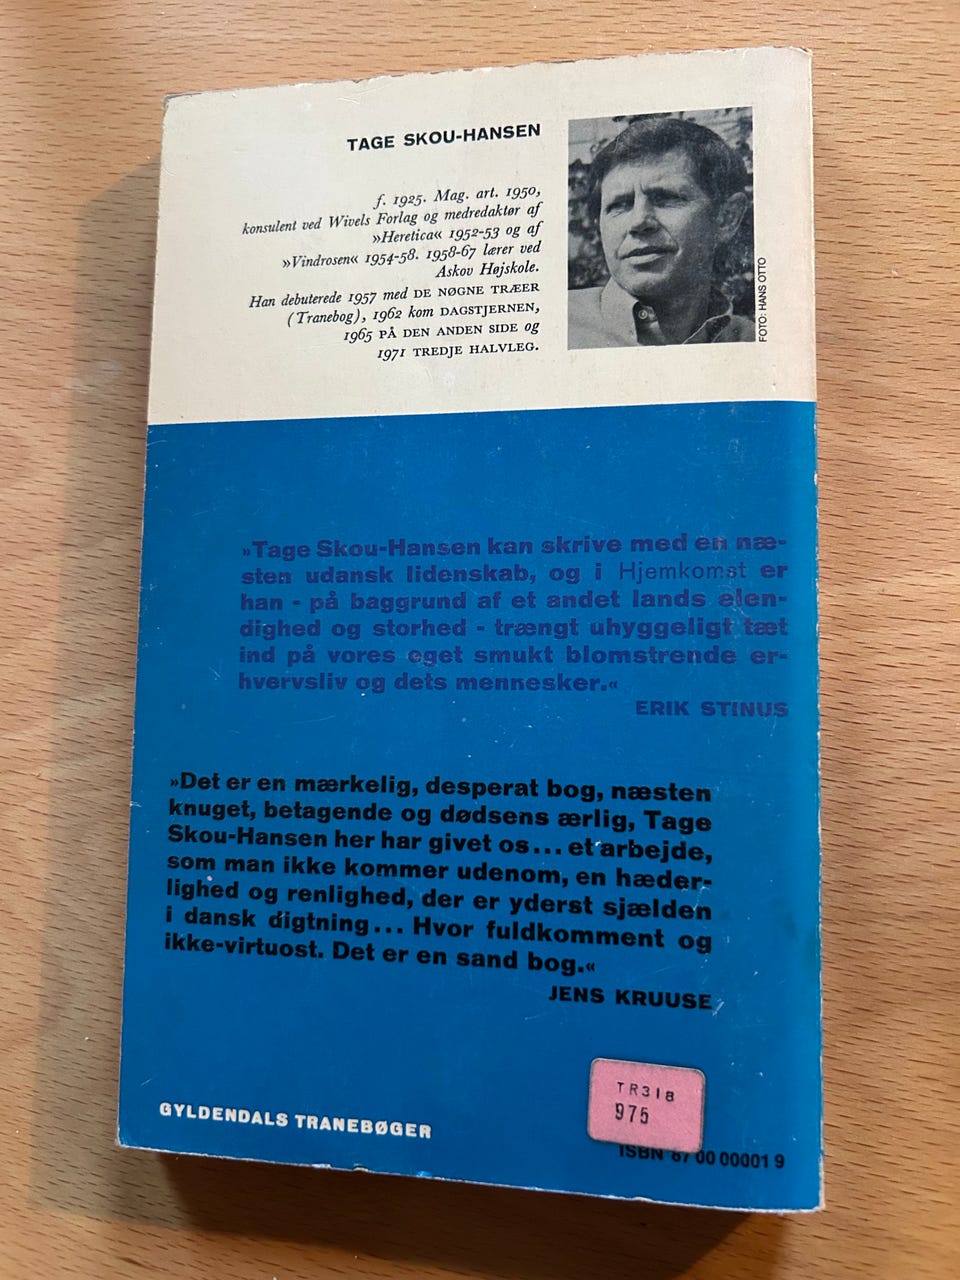 TAGE SKOU-HANSEN
f. 1925. Mag. art. 1950,
konsulent ved Wivels Forlag og medredaktør af
»Heretica« 1952-53 og af
»Vindrosen« 1954-58. 1958-67 lærer ved
Askov Højskole.
Han debuterede 1957 med DE NØGNE TRÆER
(Tranebog), 1962 kom DAGSTJERNEN,
1965 PÅ DEN ANDEN SIDE og
1971 TREDJE HALVLEG.
FOTO: HANS OTTO
»Tage Skou-Hansen kan skrive med en næ-
sten udansk lidenskab, og i Hjemkomst er
han - på baggrund af et andet lands elen-
dighed og storhed - trængt uhyggeligt tæt
ind på vores eget smukt blomstrende er-
hvervsliv og dets mennesker.«
ERIK STINUS
»Det er en mærkelig, desperat bog, næsten
knuget, betagende og dødsens ærlig, Tage
Skou-Hansen her har givet os... et arbejde,
som man ikke kommer udenom, en hæder-
lighed og renlighed, der er yderst sjælden
i dansk digtning... Hvor fuldkomment og
ikke-virtuost. Det er en sand bog.«
JENS KRUUSE
TR318
975
GYLDENDALS TRANEBØGER
ISBN 87 00 00001 9